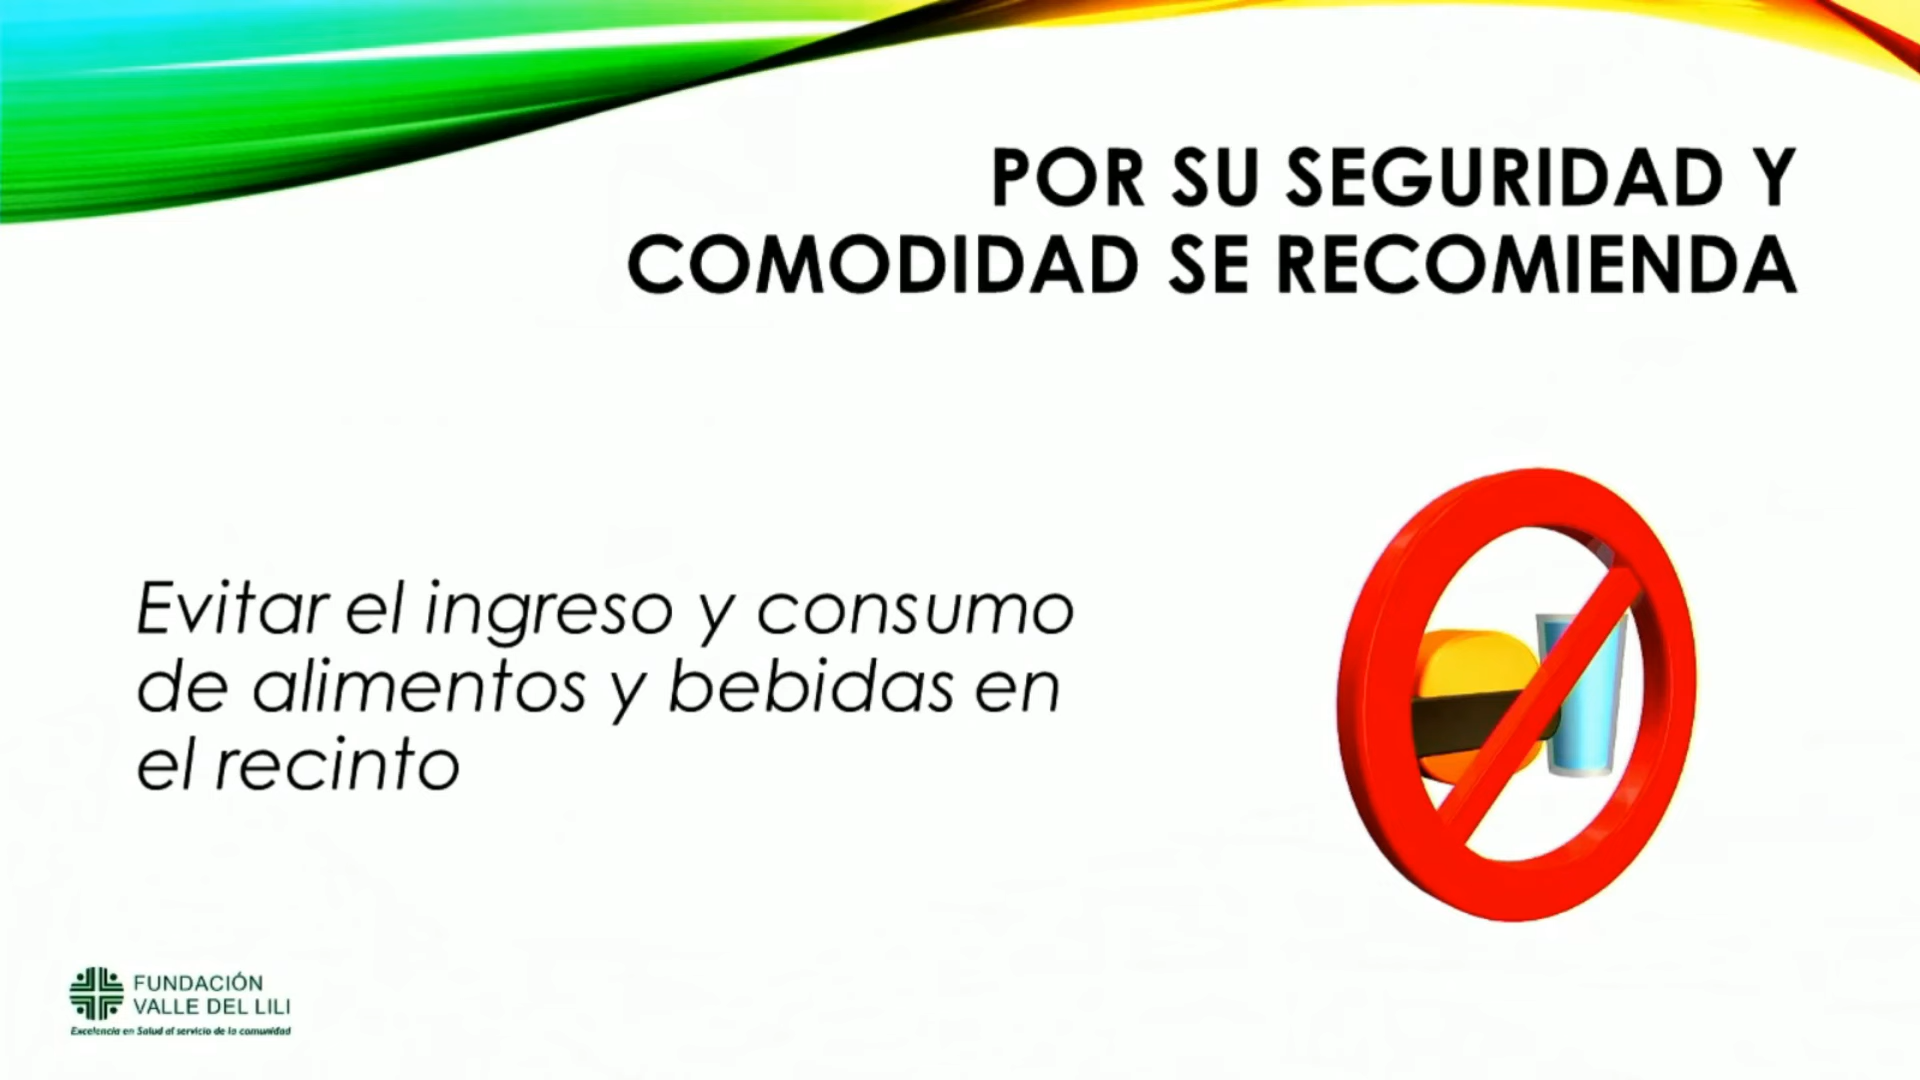 POR SU SEGURIDAD Y
COMODIDAD SE RECOMIENDA
Evitar el ingreso y consumo
de alimentos y bebidas en
el recinto
FUNDACIÓN
VALLE DEL LILI
Excelencia en Salud al servicio de la comunidad